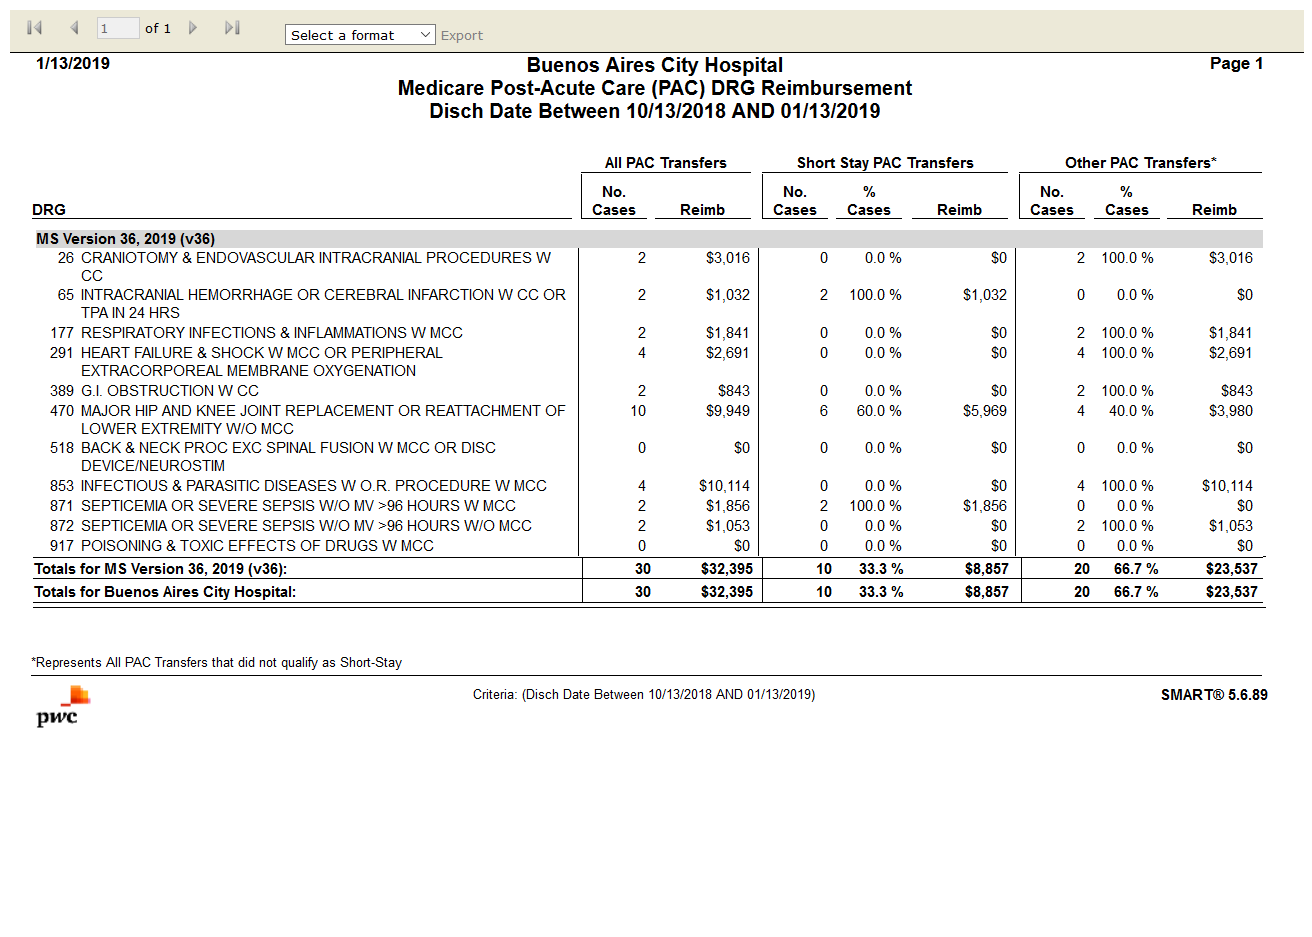 1 of 1 Select a format Export
1/13/2019 Buenos Aires City Hospital Page 1
Medicare Post-Acute Care (PAC) DRG Reimbursement
Disch Date Between 10/13/2018 AND 01/13/2019
All PAC Transfers Short Stay PAC Transfers Other PAC Transfers*
No. No. % No. %
DRG Cases Reimb Cases Cases Reimb Cases Cases Reimb
MS Version 36, 2019 (v36)
26 CRANIOTOMY & ENDOVASCULAR INTRACRANIAL PROCEDURES W 2 $3,016 0 0.0 % $0 2 100.0 % $3,016
CC
65 INTRACRANIAL HEMORRHAGE OR CEREBRAL INFARCTION W CC OR 2 $1,032 2 100.0 % $1,032 0 0.0 % $0
TPA IN 24 HRS
177 RESPIRATORY INFECTIONS & INFLAMMATIONS W MCC 2 $1,841 0 0.0 % $0 2 100.0 % $1,841
291 HEART FAILURE & SHOCK W MCC OR PERIPHERAL 4 $2,691 0 0.0 % $0 4 100.0 % $2,691
EXTRACORPOREAL MEMBRANE OXYGENATION
389 G.I. OBSTRUCTION W CC 2 $843 0 0.0 % $0 2 100.0 % $843
470 MAJOR HIP AND KNEE JOINT REPLACEMENT OR REATTACHMENT OF 10 $9,949 6 60.0 % $5,969 4 40.0 % $3,980
LOWER EXTREMITY W/O MCC
518 BACK & NECK PROC EXC SPINAL FUSION W MCC OR DISC 0 $0 0 0.0 % $0 0 0.0 % $0
DEVICE/NEUROSTIM
853 INFECTIOUS & PARASITIC DISEASES W O.R. PROCEDURE W MCC 4 $10,114 0 0.0 % $0 4 100.0 % $10,114
871 SEPTICEMIA OR SEVERE SEPSIS W/O MV >96 HOURS W MCC 2 $1,856 2 100.0 % $1,856 0 0.0 % $0
872 SEPTICEMIA OR SEVERE SEPSIS W/O MV >96 HOURS W/O MCC 2 $1,053 0 0.0 % $0 2 100.0 % $1,053
917 POISONING & TOXIC EFFECTS OF DRUGS W MCC 0 $0 0 0.0 % $0 0 0.0 % $0
Totals for MS Version 36, 2019 (v36): 30 $32,395 10 33.3 % $8,857 20 66.7 % $23,537
Totals for Buenos Aires City Hospital: 30 $32,395 10 33.3 % $8,857 20 66.7 % $23,537
*Represents All PAC Transfers that did not qualify as Short-Stay
Criteria: (Disch Date Between 10/13/2018 AND 01/13/2019) SMART® 5.6.89
pwc